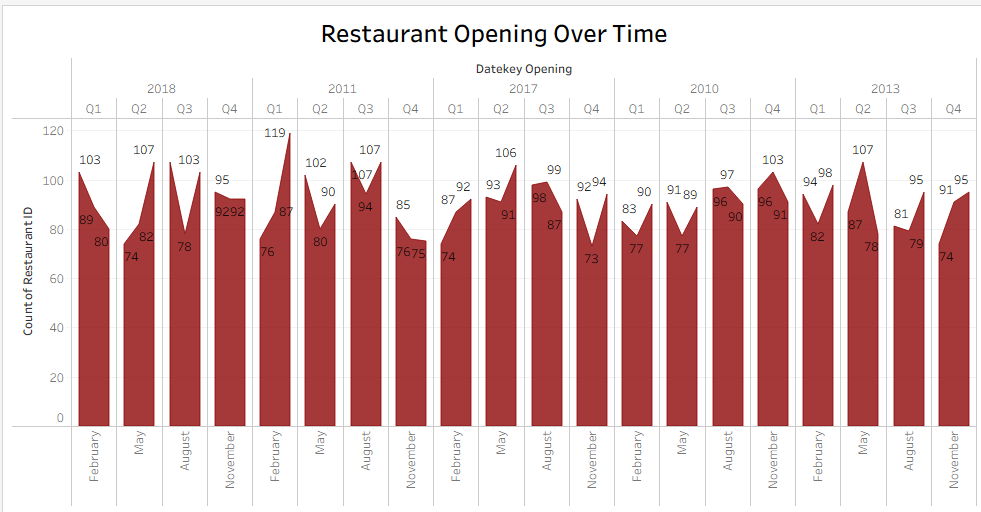 Restaurant Opening Over Time
Datekey Opening
2018 2011 2017 2010 2013
Q1 Q2 Q3 Q4 Q1 Q2 Q3 Q4 Q1 Q2 Q3 Q4 Q1 Q2 Q3 Q4 Q1 Q2 Q3 Q4
Count of Restaurant ID
120
100
80
60
40
20
0
103 89 80
74 82 107
78 103
95 92 92
76 87 119
102 80 90
107 94 107
85 76 75
74 87 92
93 91 106
98 99 87
92 73 94
83 77 90
91 77 89
96 97 90
96 103 91
94 82 98
87 107 78
81 79 95
74 91 95
February May August November February May August November February May August November February May August November February May August November